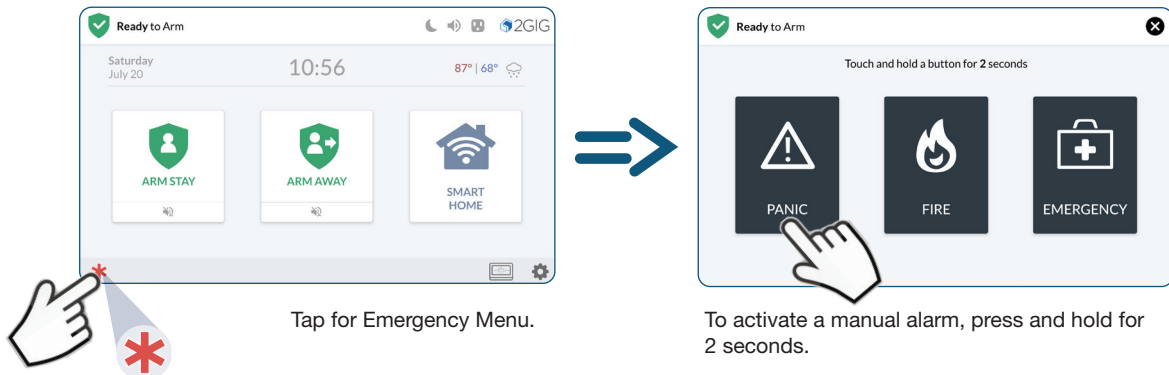 Ready to Arm
2GIG
Saturday
July 20
10:56
87° | 68°
ARM STAY
ARM AWAY
SMART
HOME
Tap for Emergency Menu.
Ready to Arm
Touch and hold a button for 2 seconds
PANIC
FIRE
EMERGENCY
To activate a manual alarm, press and hold for
2 seconds.